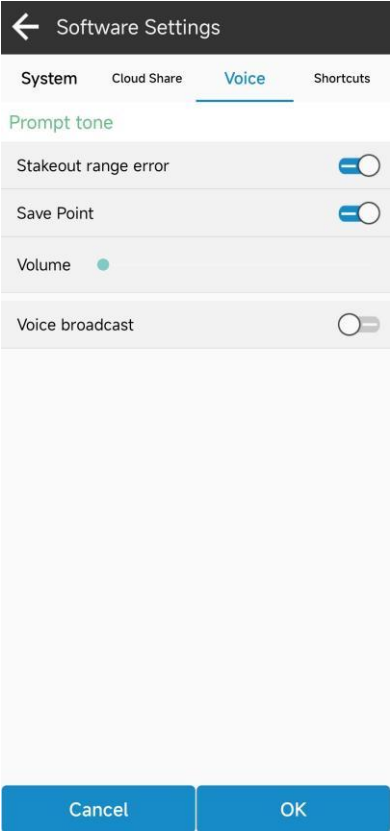 Software Settings
System Cloud Share Voice Shortcuts
Prompt tone
Stakeout range error
Save Point
Volume
Voice broadcast
Cancel OK